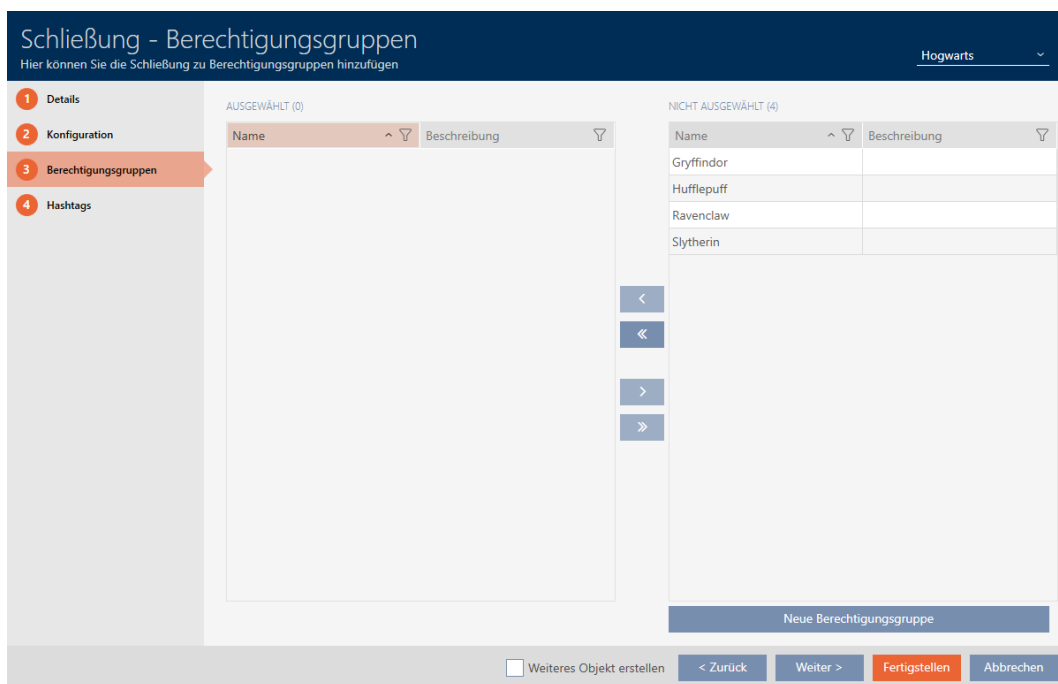 Schließung - Berechtigungsgruppen
Hier können Sie die Schließung zu Berechtigungsgruppen hinzufügen
Hogwarts
1 Details
2 Konfiguration
3 Berechtigungsgruppen
4 Hashtags
AUSGEWÄHLT (0)
Name Beschreibung
NICHT AUSGEWÄHLT (4)
Name Beschreibung
Gryffindor
Hufflepuff
Ravenclaw
Slytherin
Neue Berechtigungsgruppe
Weiteres Objekt erstellen < Zurück Weiter > Fertigstellen Abbrechen